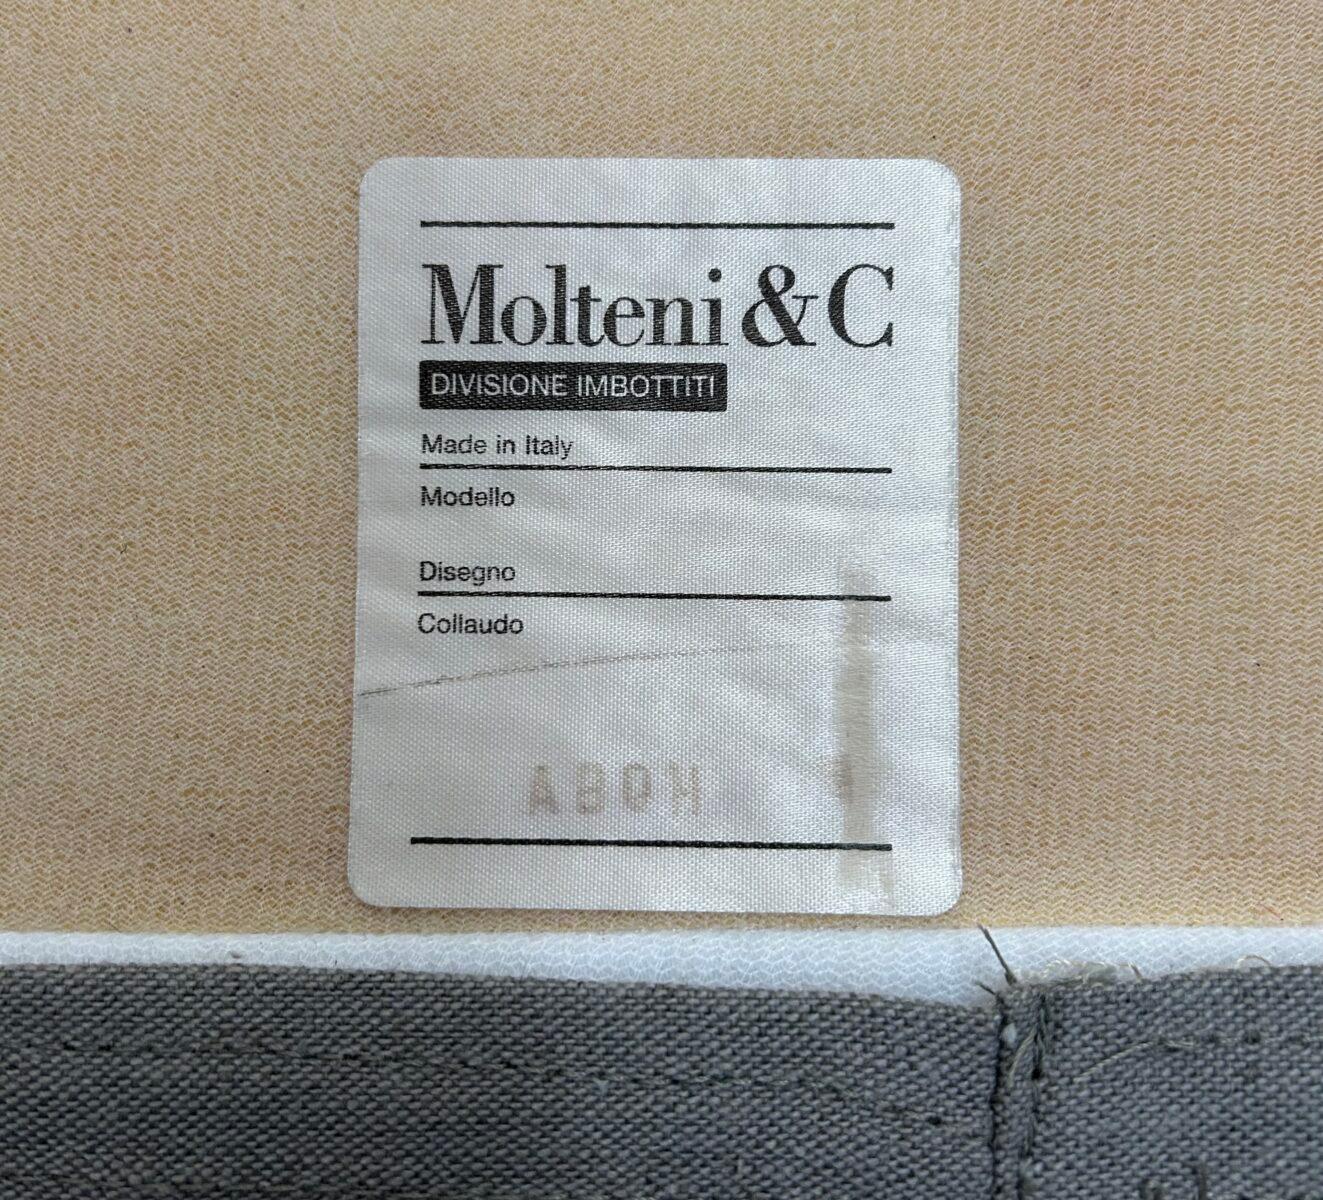 Molteni & C
DIVISIONE IMBOTTITI
Made in Italy
Modello
Disegno
Collaudo